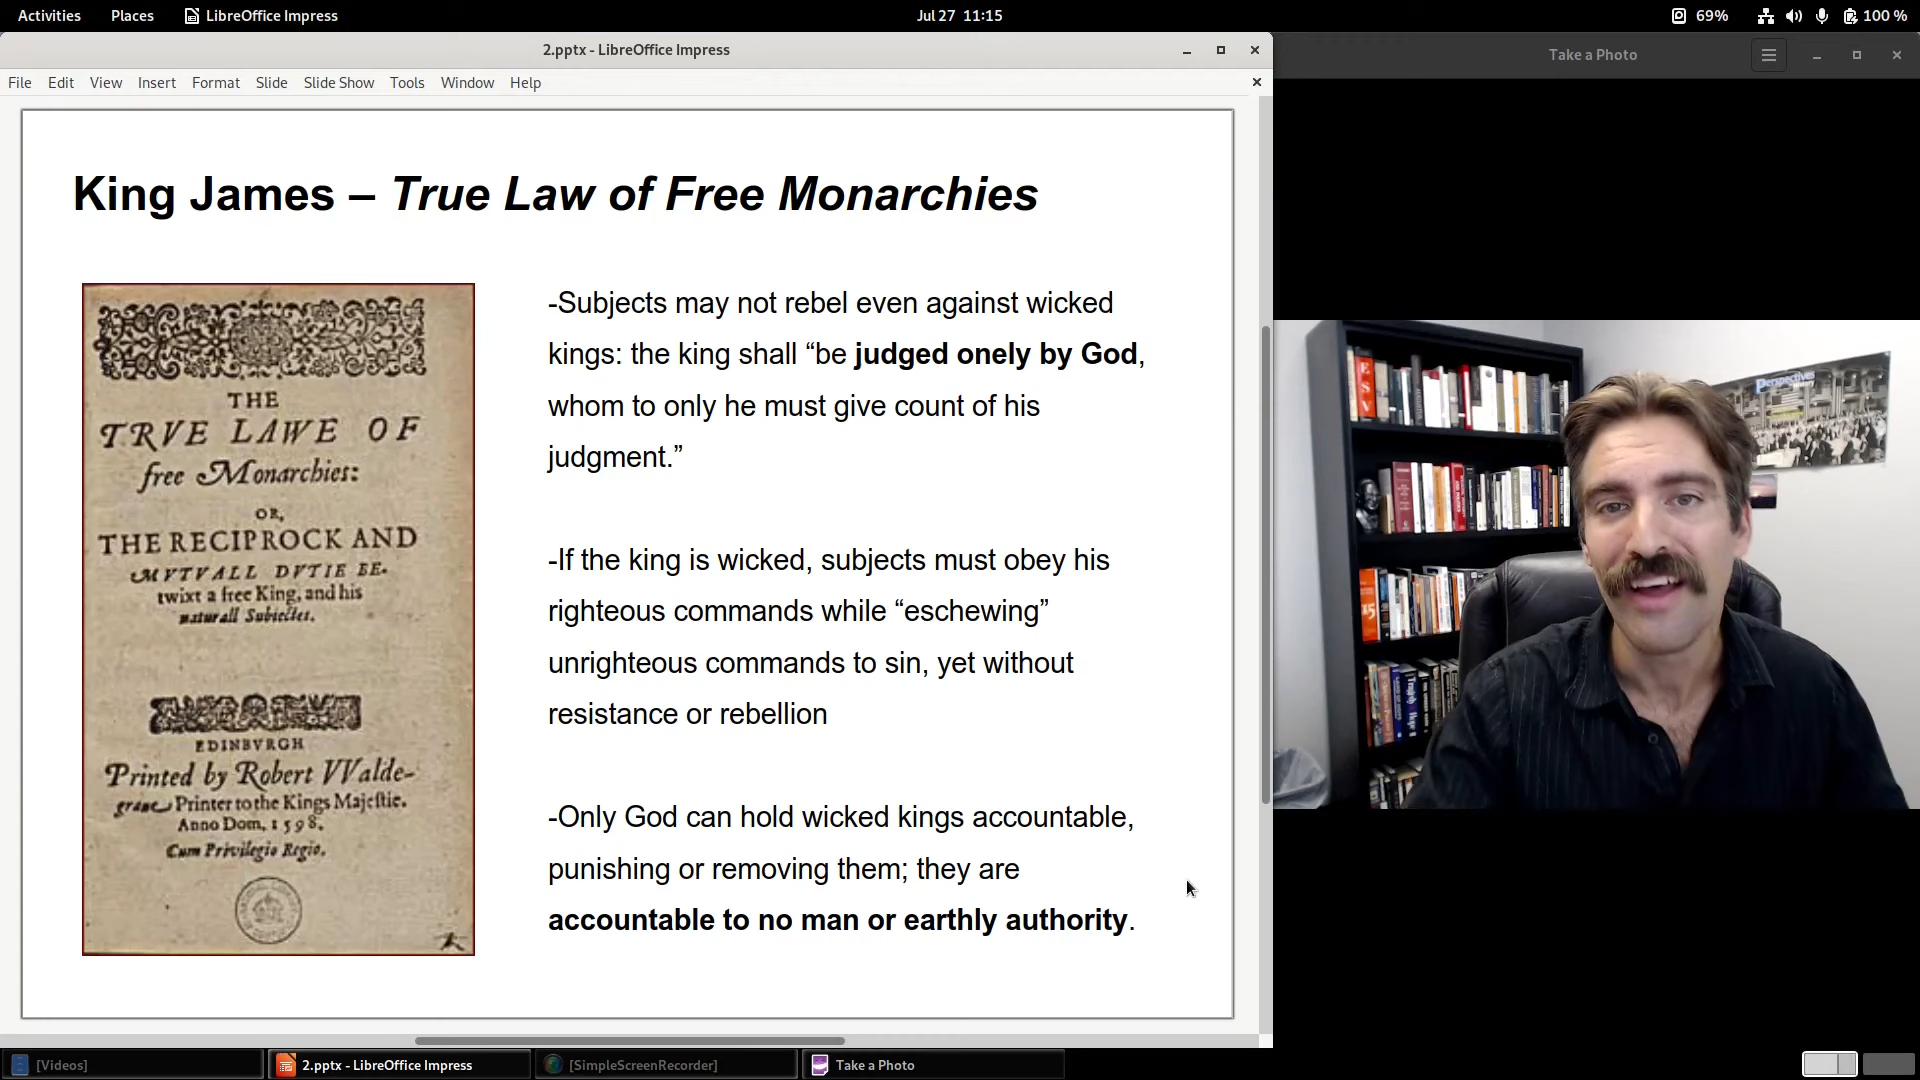 Activities Places LibreOffice Impress Jul 27 11:15 69% 100 %
2.pptx - LibreOffice Impress
Take a Photo
File Edit View Insert Format Slide Slide Show Tools Window Help
King James – True Law of Free Monarchies
THE
TRVE LAWE OF
free Monarchies:
OR,
THE RECIPROCK AND
MVTVALL DVTIE BE-
twixt a free King, and his
naturall Subiectes.
EDINBVRGH
Printed by Robert VValde-
graue Printer to the Kings Majestie.
Anno Dom, 1598.
Cum Privilegio Regio.
-Subjects may not rebel even against wicked
kings: the king shall “be judged onely by God,
whom to only he must give count of his
judgment.”
-If the king is wicked, subjects must obey his
righteous commands while “eschewing”
unrighteous commands to sin, yet without
resistance or rebellion
-Only God can hold wicked kings accountable,
punishing or removing them; they are
accountable to no man or earthly authority.
ESV
Perspectives
[Videos] 2.pptx - LibreOffice Impress [SimpleScreenRecorder] Take a Photo